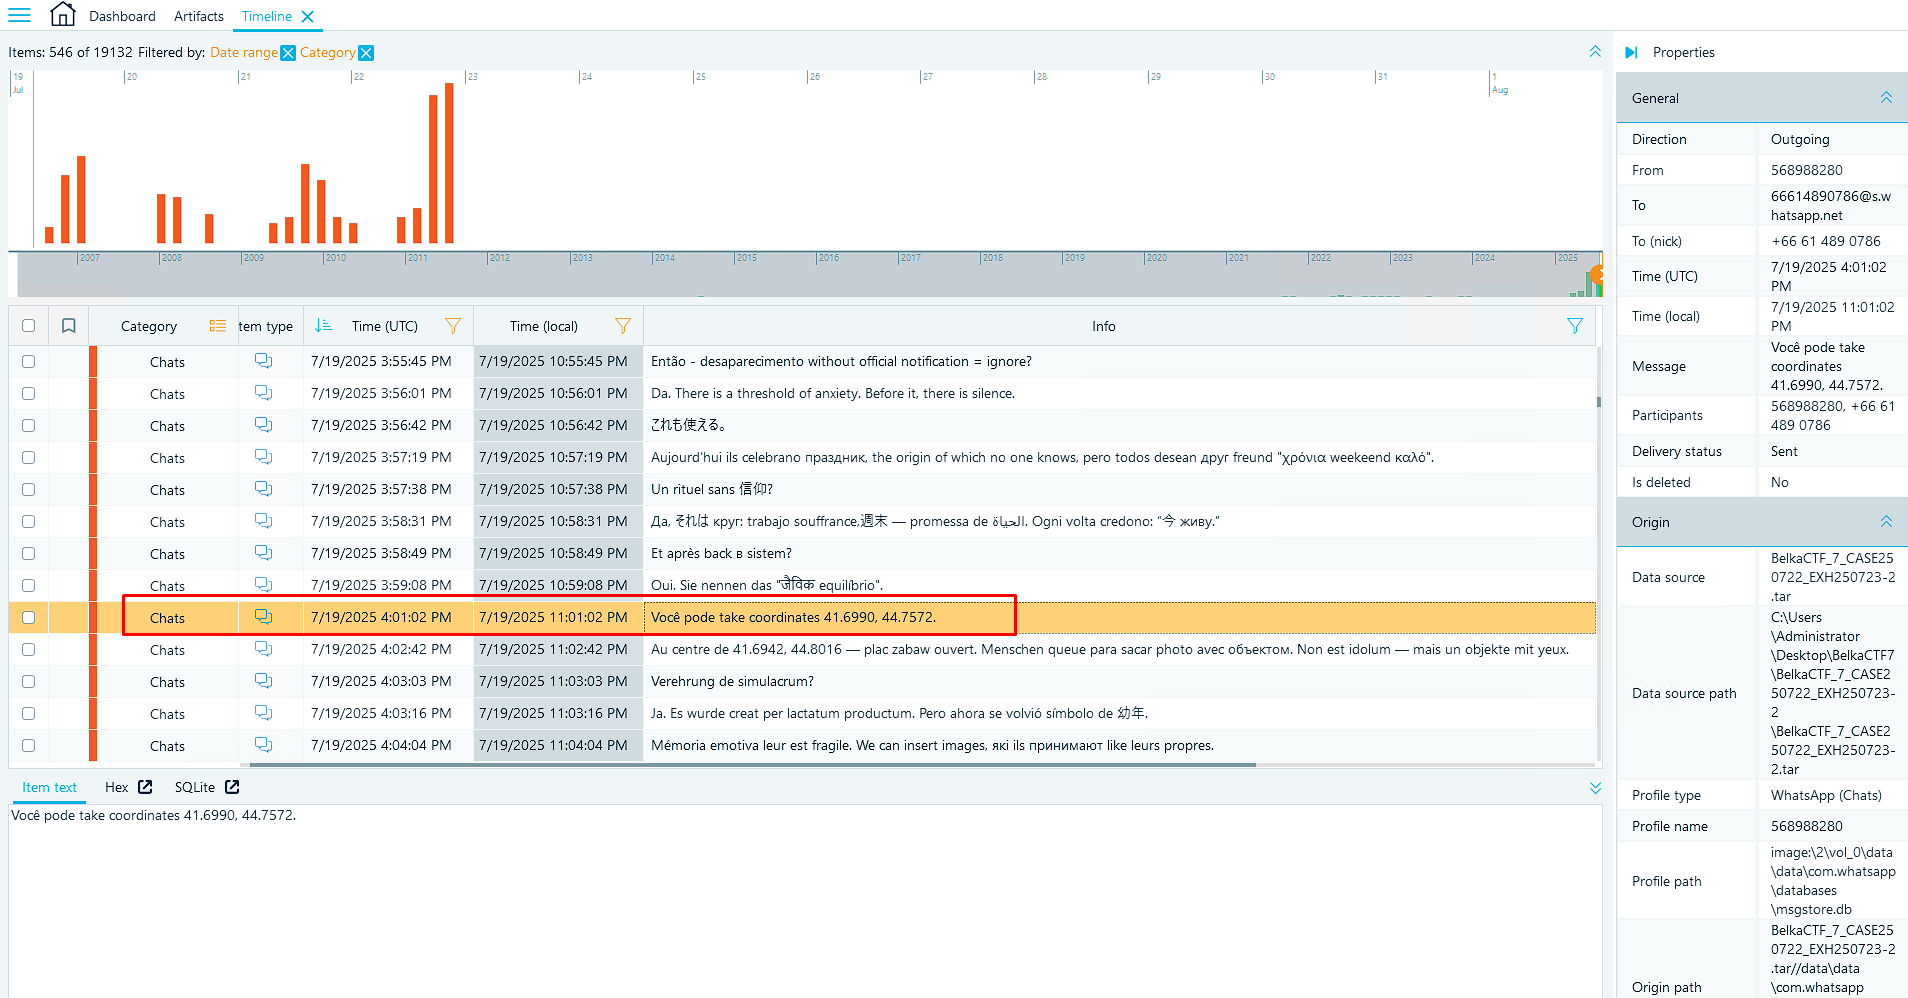 Dashboard Artifacts Timeline
Items: 546 of 19132 Filtered by: Date range Category
19 20 21 22 23 24 25 26 27 28 29 30 31 1
Jul Aug
2007 2008 2009 2010 2011 2012 2013 2014 2015 2016 2017 2018 2019 2020 2021 2022 2023 2024 2025
Category tem type Time (UTC) Time (local) Info
Chats 7/19/2025 3:55:45 PM 7/19/2025 10:55:45 PM Então - desaparecimento without official notification = ignore?
Chats 7/19/2025 3:56:01 PM 7/19/2025 10:56:01 PM Da. There is a threshold of anxiety. Before it, there is silence.
Chats 7/19/2025 3:56:42 PM 7/19/2025 10:56:42 PM これも使える。
Chats 7/19/2025 3:57:19 PM 7/19/2025 10:57:19 PM Aujourd'hui ils celebrano праздник, the origin of which no one knows, pero todos desean друг freund "χρόνια weekeend καλό".
Chats 7/19/2025 3:57:38 PM 7/19/2025 10:57:38 PM Un rituel sans 信仰?
Chats 7/19/2025 3:58:31 PM 7/19/2025 10:58:31 PM Да, それは круг: trabajo souffrance,週末 — promessa de الحياة. Ogni volta credono: “今 живу.”
Chats 7/19/2025 3:58:49 PM 7/19/2025 10:58:49 PM Et après back в sistem?
Chats 7/19/2025 3:59:08 PM 7/19/2025 10:59:08 PM Oui. Sie nennen das "जैविक equilíbrio".
Chats 7/19/2025 4:01:02 PM 7/19/2025 11:01:02 PM Você pode take coordinates 41.6990, 44.7572.
Chats 7/19/2025 4:02:42 PM 7/19/2025 11:02:42 PM Au centre de 41.6942, 44.8016 — plac zabaw ouvert. Menschen queue para sacar photo avec объектом. Non est idolum — mais un objekte mit yeux.
Chats 7/19/2025 4:03:03 PM 7/19/2025 11:03:03 PM Verehrung de simulacrum?
Chats 7/19/2025 4:03:16 PM 7/19/2025 11:03:16 PM Ja. Es wurde creat per lactatum productum. Pero ahora se volvió símbolo de 幼年.
Chats 7/19/2025 4:04:04 PM 7/19/2025 11:04:04 PM Mémoria emotiva leur est fragile. We can insert images, які ils принимают like leurs propres.
Item text Hex SQLite
Você pode take coordinates 41.6990, 44.7572.
Properties
General
Direction Outgoing
From 568988280
To 66614890786@s.w
hatsapp.net
To (nick) +66 61 489 0786
Time (UTC) 7/19/2025 4:01:02
PM
Time (local) 7/19/2025 11:01:02
PM
Message Você pode take
coordinates
41.6990, 44.7572.
Participants 568988280, +66 61
489 0786
Delivery status Sent
Is deleted No
Origin
Data source BelkaCTF_7_CASE25
0722_EXH250723-2
.tar
Data source path C:\Users
\Administrator
\Desktop\BelkaCTF7
\BelkaCTF_7_CASE2
50722_EXH250723-
2
\BelkaCTF_7_CASE2
50722_EXH250723-
2.tar
Profile type WhatsApp (Chats)
Profile name 568988280
Profile path image:\2\vol_0\data
\data\com.whatsapp
\databases
\msgstore.db
Origin path BelkaCTF_7_CASE25
0722_EXH250723-2
.tar//data\data
\com.whatsapp